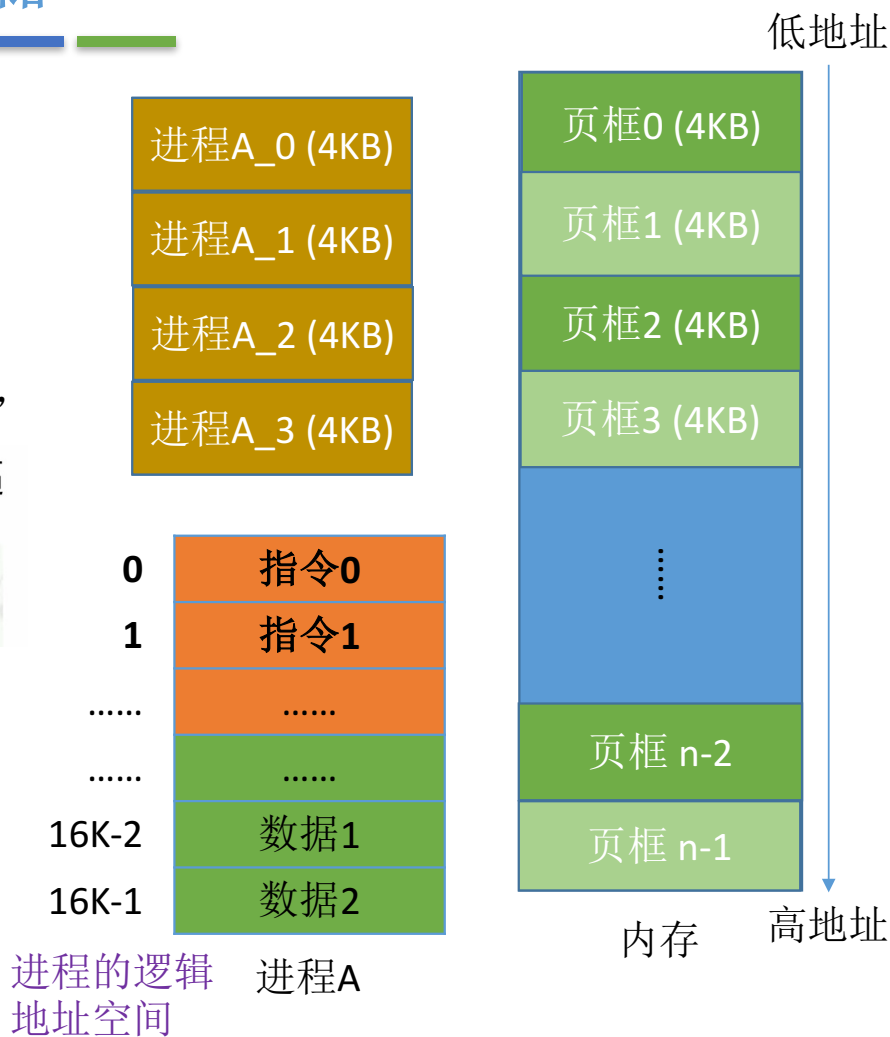 低地址
进程A_0 (4KB)
进程A_1 (4KB)
进程A_2 (4KB)
进程A_3 (4KB)
页框0 (4KB)
页框1 (4KB)
页框2 (4KB)
页框3 (4KB)
……
页框 n-2
页框 n-1
，
0 指令0
1 指令1
…… ……
…… ……
16K-2 数据1
16K-1 数据2
进程的逻辑
地址空间
进程A
内存
高地址